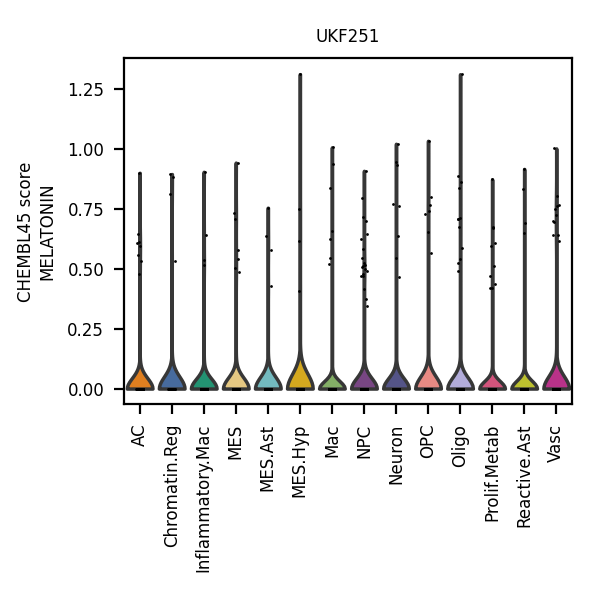 UKF251
CHEMBL45 score
MELATONIN
1.25
1.00
0.75
0.50
0.25
0.00
AC
Chromatin.Reg
Inflammatory.Mac
MES
MES.Ast
MES.Hyp
Mac
NPC
Neuron
OPC
Oligo
Prolif.Metab
Reactive.Ast
Vasc